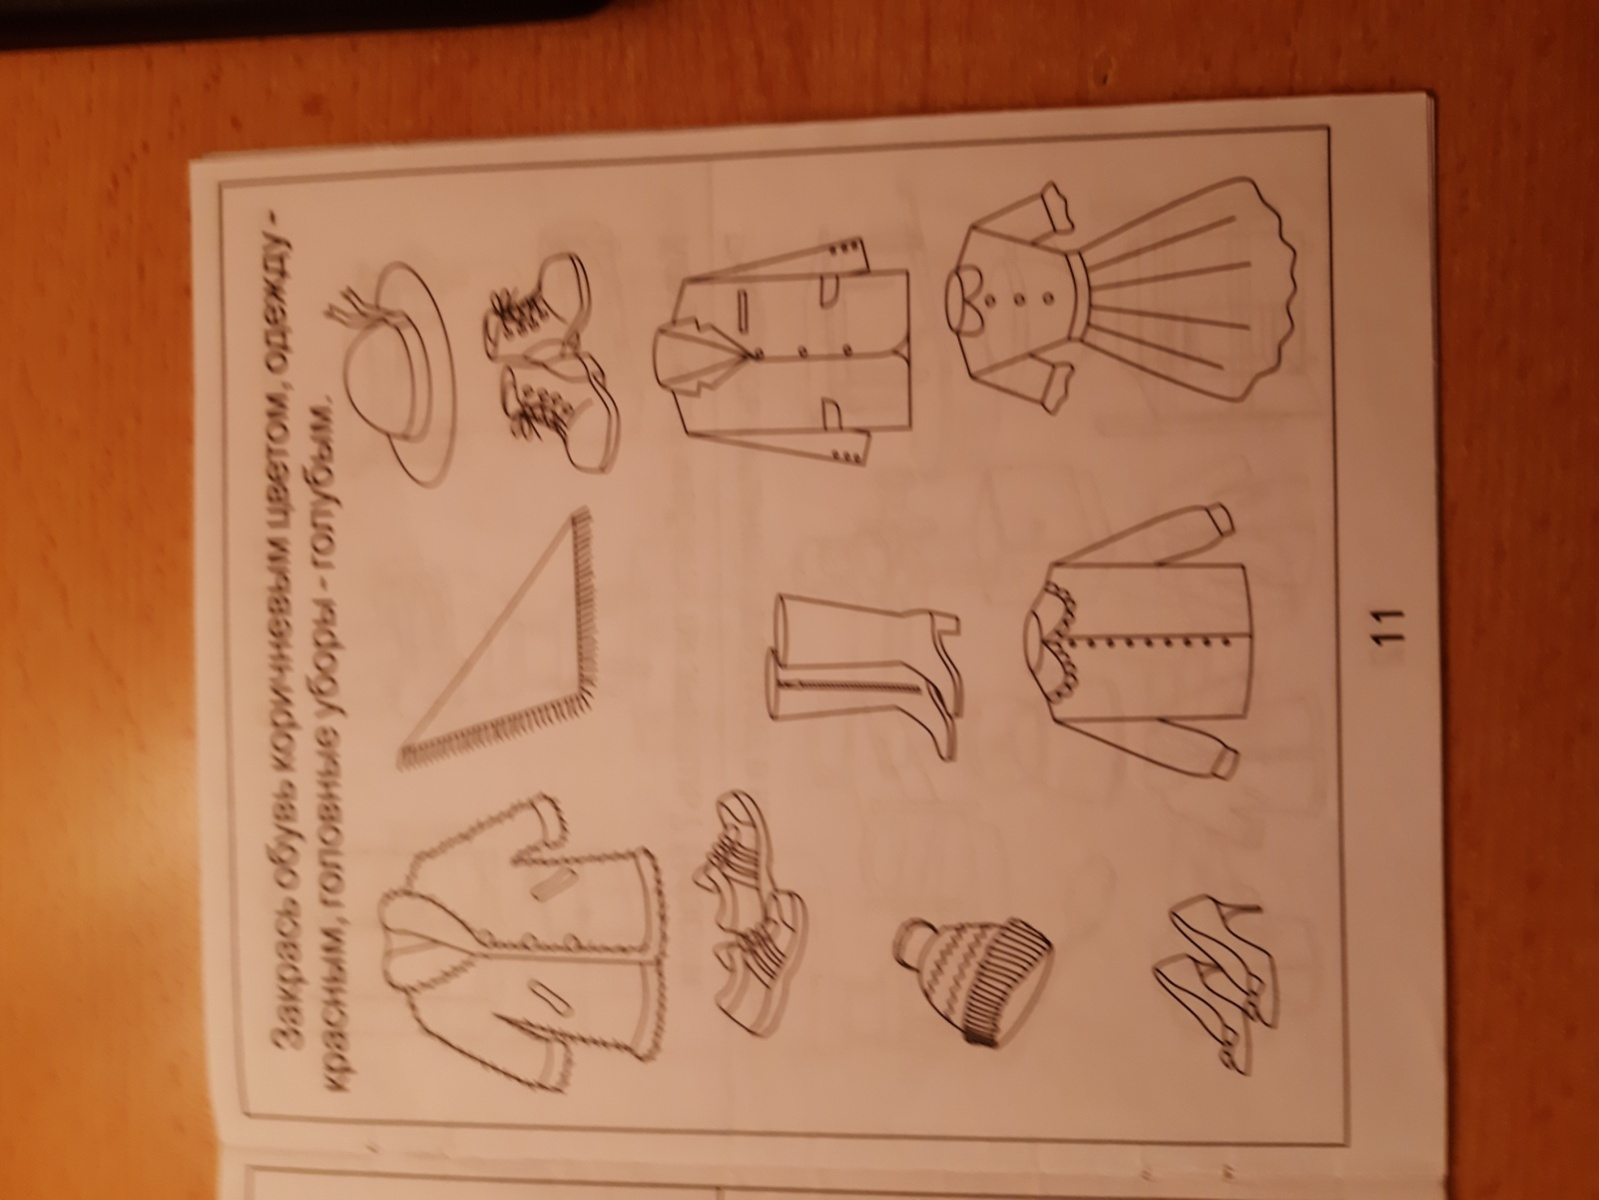 Закрась обувь коричневым цветом, одежду -
красным, головные уборы - голубым.
11